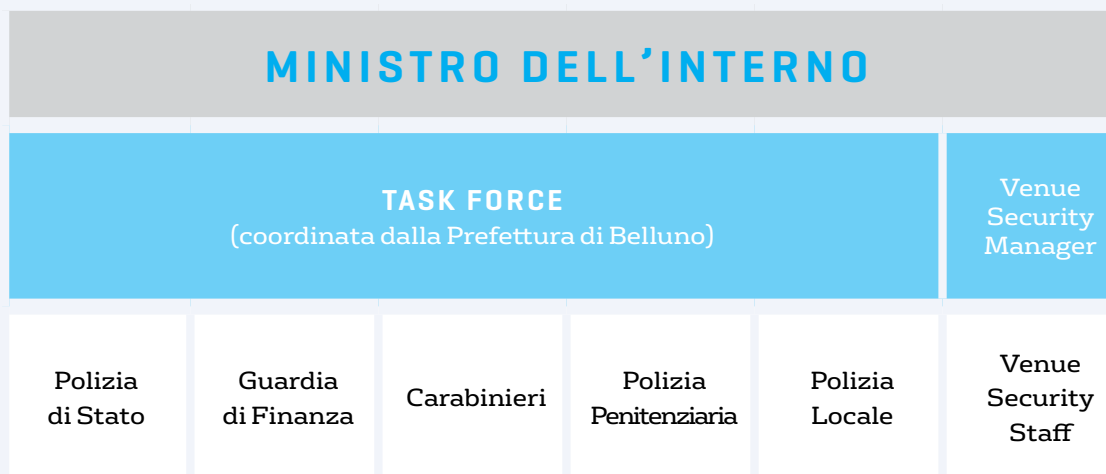 MINISTRO DELL’INTERNO
TASK FORCE
(coordinata dalla Prefettura di Belluno)
Venue
Security
Manager
Polizia
di Stato
Guardia
di Finanza
Carabinieri
Polizia
Penitenziaria
Polizia
Locale
Venue
Security
Staff